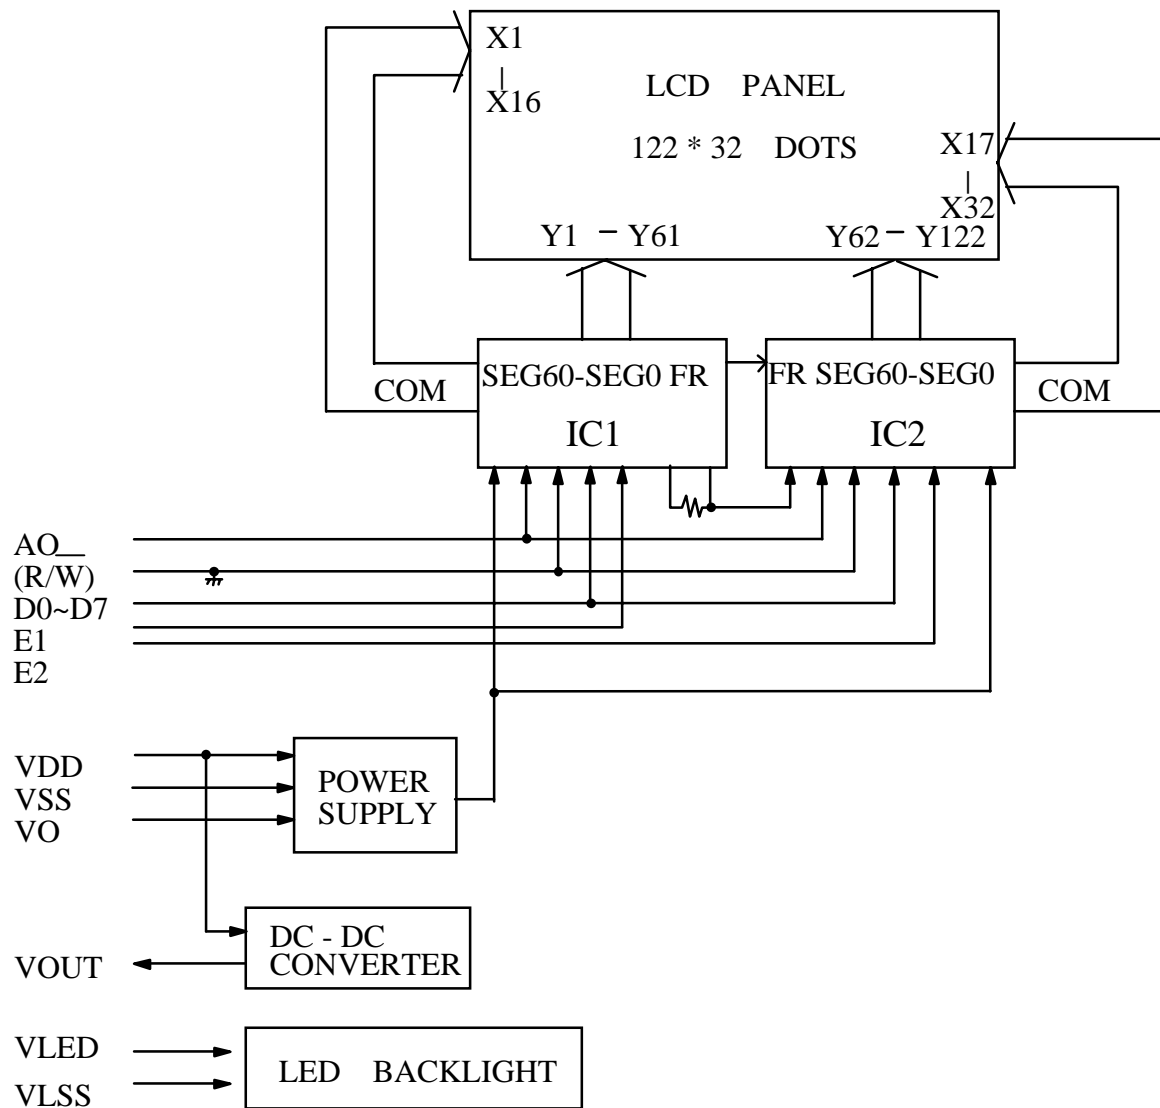 X1
|
X16
LCD PANEL
122 * 32 DOTS
X17
|
X32
Y1 – Y61
Y62 – Y122
SEG60-SEG0 FR
IC1
FR SEG60-SEG0
IC2
COM
COM
AO
(R/W)
D0~D7
E1
E2
VDD
VSS
VO
POWER
SUPPLY
DC - DC
CONVERTER
VOUT
VLED
VLSS
LED BACKLIGHT